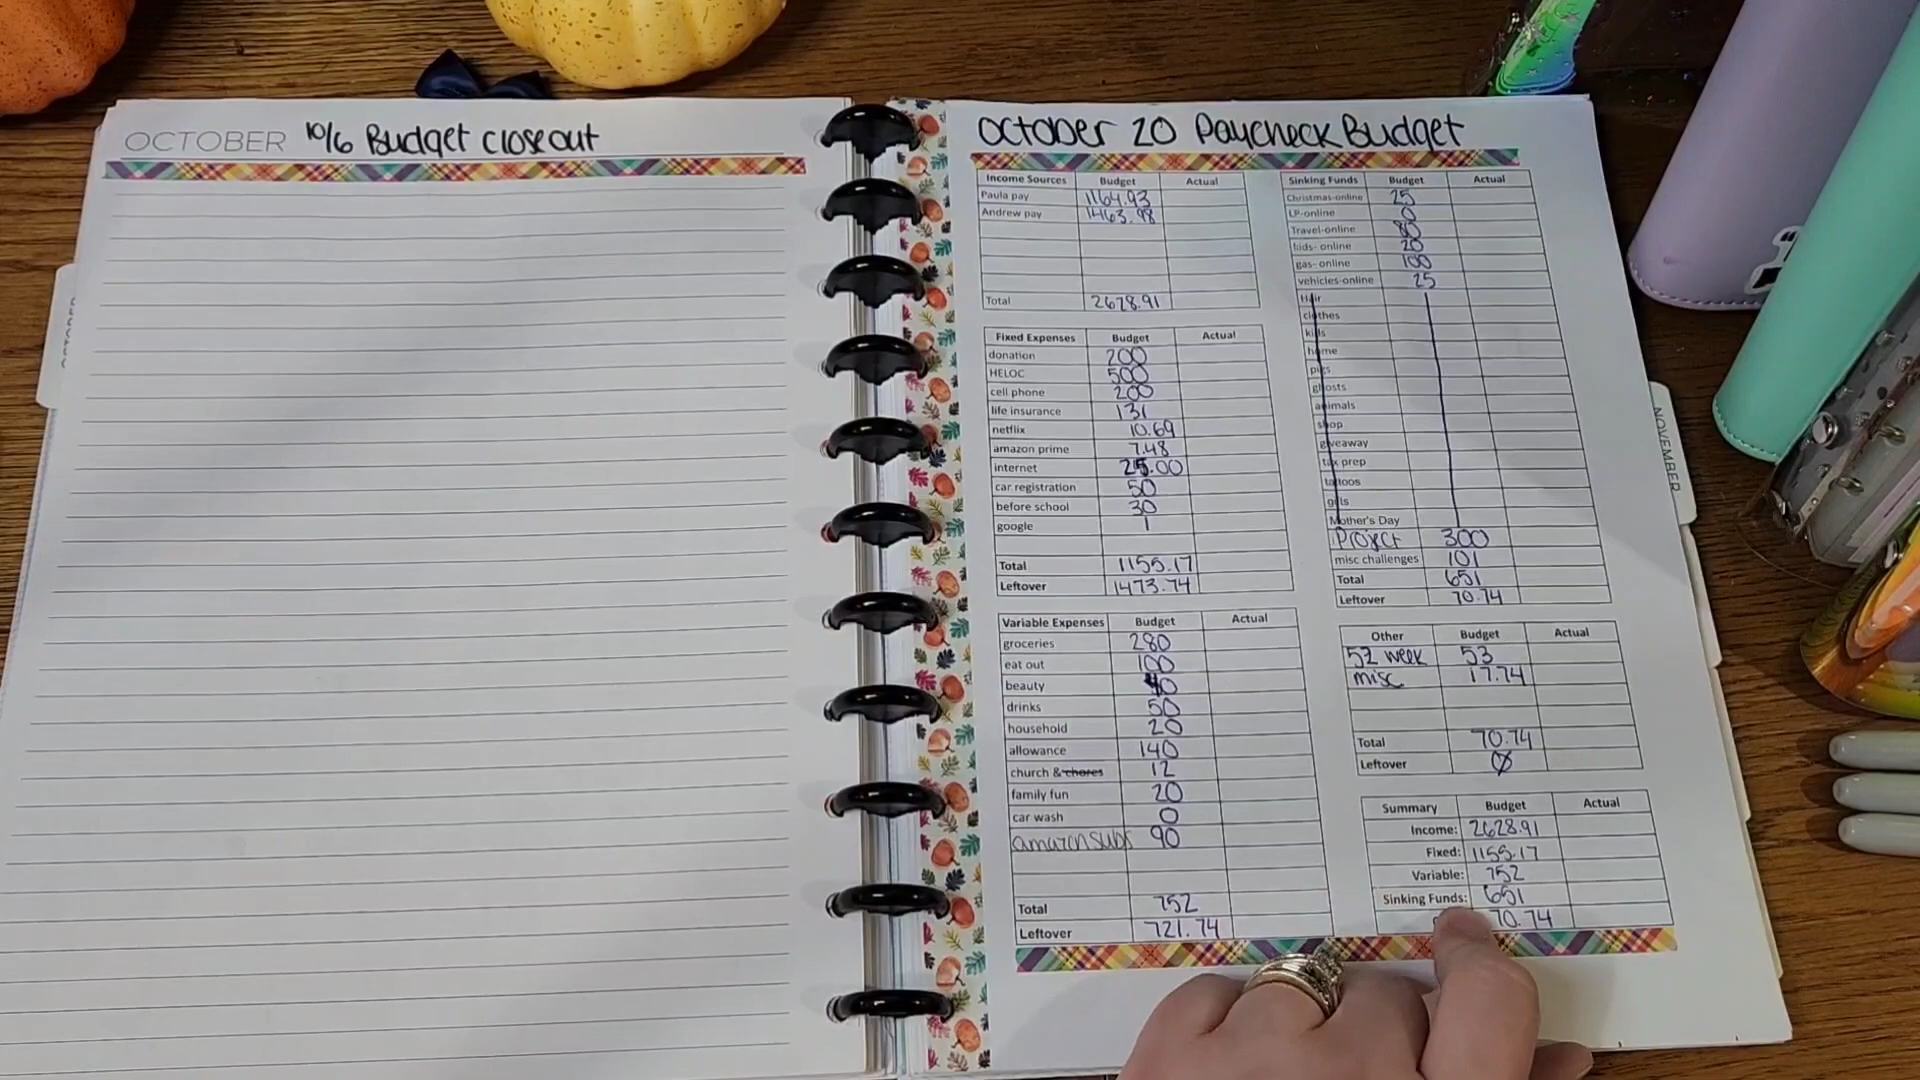 OCTOBER 10/6 Budget closeout
October 20 Paycheck Budget
Income Sources Budget Actual
Paula pay 1164.93
Andrew pay 1463.98
Total 2628.91
Fixed Expenses Budget Actual
donation 200
HELOC 500
cell phone 200
life insurance 131
netflix 10.69
amazon prime 7.48
internet 25.00
car registration 50
before school 30
google 1
Total 1155.17
Leftover 1473.74
Variable Expenses Budget Actual
groceries 280
eat out 100
beauty 40
drinks 50
household 20
allowance 140
church & chores 12
family fun 20
car wash 0
amazon subs 90
Total 752
Leftover 721.74
Sinking Funds Budget Actual
Christmas-online 25
LP-online 0
Travel-online 80
kids- online 20
gas- online 100
vehicles-online 25
Hair
clothes
kids
home
pigs
ghosts
animals
shop
giveaway
tax prep
tattoos
gifts
Mother's Day
Project 300
misc challenges 101
Total 651
Leftover 70.74
Other Budget Actual
52 week 53
misc 17.74
Total 70.74
Leftover 0
Summary Budget Actual
Income: 2628.91
Fixed: 1155.17
Variable: 752
Sinking Funds: 651
70.74
NOVEMBER